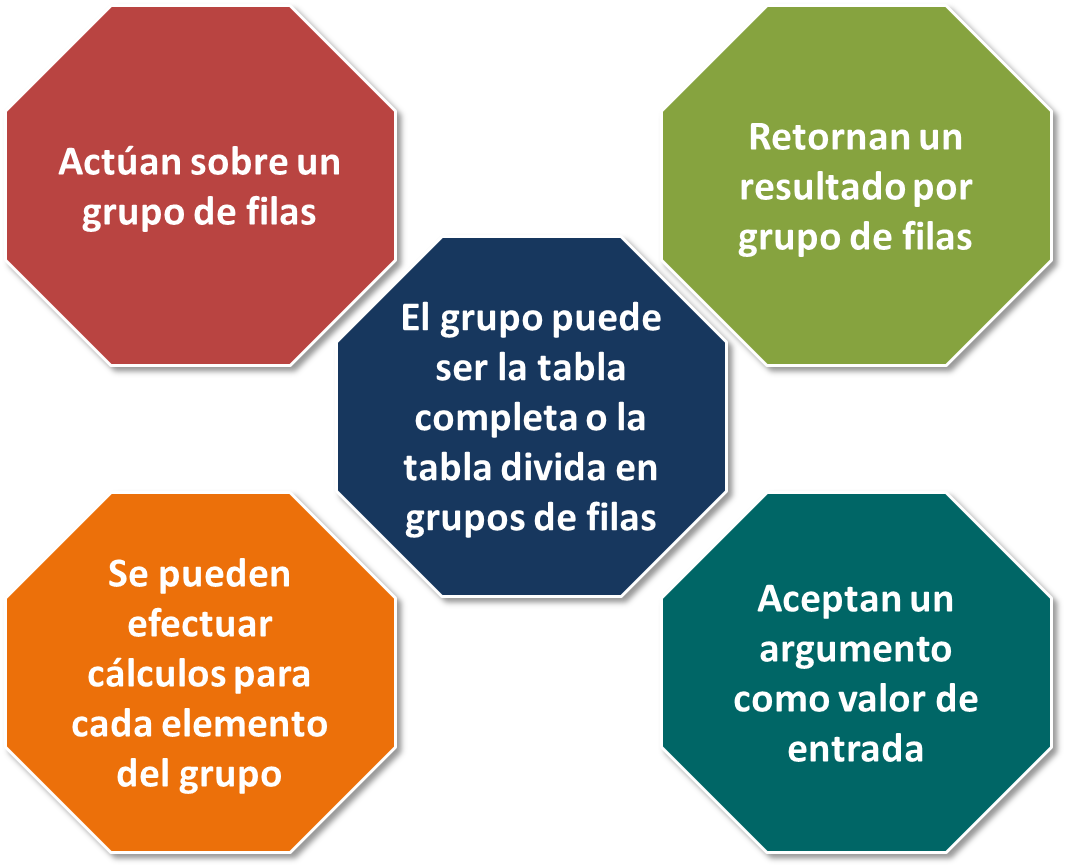 Actúan sobre un
grupo de filas
Retornan un
resultado por
grupo de filas
El grupo puede
ser la tabla
completa o la
tabla divida en
grupos de filas
Se pueden
efectuar
cálculos para
cada elemento
del grupo
Aceptan un
argumento
como valor de
entrada